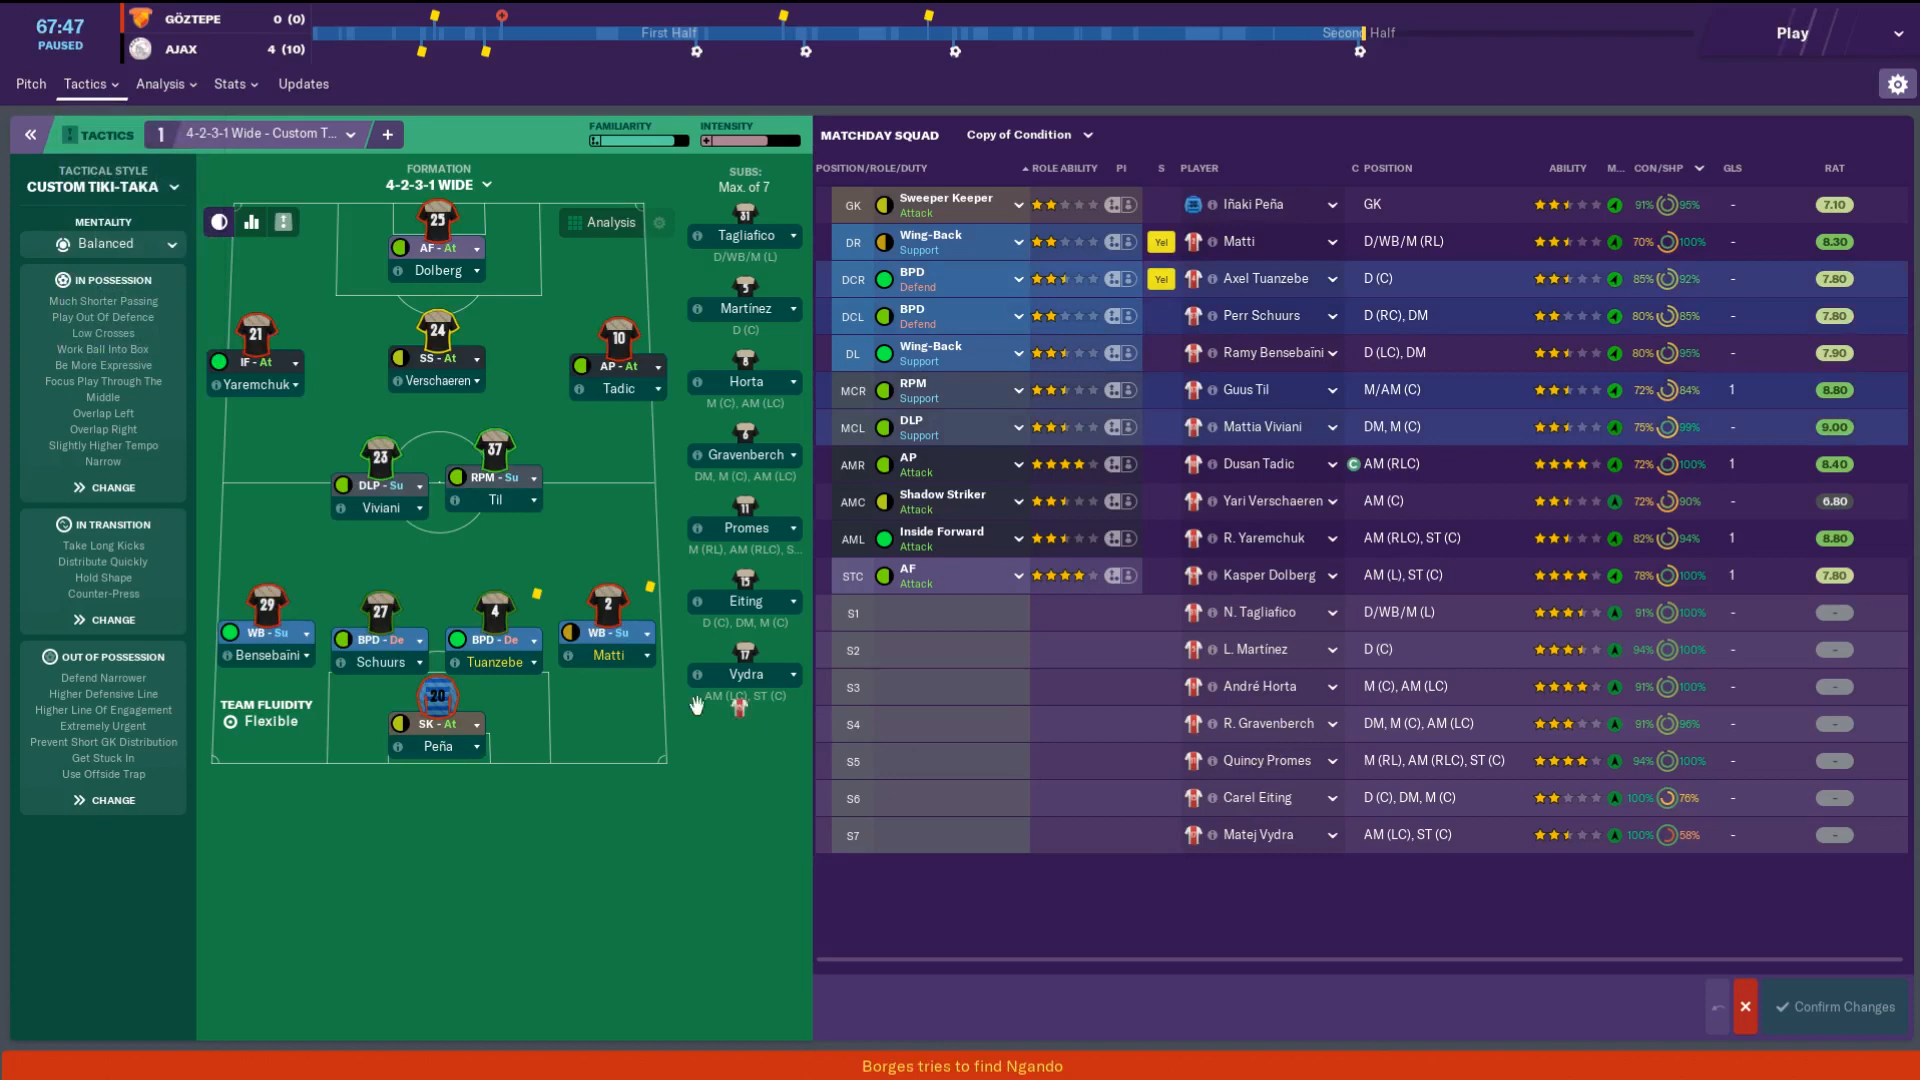 67:47
PAUSED
GÖZTEPE 0 (0)
AJAX 4 (10)
First Half
Second Half
Play
Pitch Tactics Analysis Stats Updates
TACTICS 1 4-2-3-1 Wide - Custom T...
FAMILIARITY INTENSITY
TACTICAL STYLE
CUSTOM TIKI-TAKA
MENTALITY
Balanced
IN POSSESSION
Much Shorter Passing
Play Out Of Defence
Low Crosses
Work Ball Into Box
Be More Expressive
Focus Play Through The
Middle
Overlap Left
Overlap Right
Slightly Higher Tempo
Narrow
CHANGE
IN TRANSITION
Take Long Kicks
Distribute Quickly
Hold Shape
Counter-Press
CHANGE
OUT OF POSSESSION
Defend Narrower
Higher Defensive Line
Higher Line Of Engagement
Extremely Urgent
Prevent Short GK Distribution
Get Stuck In
Use Offside Trap
CHANGE
FORMATION
4-2-3-1 WIDE
Analysis
25
AF - At
Dolberg
21
IF - At
Yaremchuk
24
SS - At
Verschaeren
10
AP - At
Tadic
23
DLP - Su
Viviani
37
RPM - Su
Til
29
WB - Su
Bensebaïni
27
BPD - De
Schuurs
4
BPD - De
Tuanzebe
2
WB - Su
Matti
20
SK - At
Peña
TEAM FLUIDITY
Flexible
SUBS:
Max. of 7
31
Tagliafico
D/WB/M (L)
5
Martínez
D (C)
8
Horta
M (C), AM (LC)
6
Gravenberch
DM, M (C), AM (LC)
11
Promes
M (RL), AM (RLC), S...
15
Eiting
D (C), DM, M (C)
17
Vydra
AM (LC), ST (C)
MATCHDAY SQUAD Copy of Condition
POSITION/ROLE/DUTY ROLE ABILITY PI S PLAYER C POSITION ABILITY M... CON/SHP GLS RAT
GK Sweeper Keeper Attack Iñaki Peña GK 91% 95% - 7.10
DR Wing-Back Support Yel Matti D/WB/M (RL) 70% 100% - 8.30
DCR BPD Defend Yel Axel Tuanzebe D (C) 85% 92% - 7.80
DCL BPD Defend Perr Schuurs D (RC), DM 80% 85% - 7.80
DL Wing-Back Support Ramy Bensebaïni D (LC), DM 80% 95% - 7.90
MCR RPM Support Guus Til M/AM (C) 72% 84% 1 8.80
MCL DLP Support Mattia Viviani DM, M (C) 75% 99% - 9.00
AMR AP Attack Dusan Tadic C AM (RLC) 72% 100% 1 8.40
AMC Shadow Striker Attack Yari Verschaeren AM (C) 72% 90% - 6.80
AML Inside Forward Attack R. Yaremchuk AM (RLC), ST (C) 82% 94% 1 8.80
STC AF Attack Kasper Dolberg AM (L), ST (C) 78% 100% 1 7.80
S1 N. Tagliafico D/WB/M (L) 91% 100% - -
S2 L. Martínez D (C) 94% 100% - -
S3 André Horta M (C), AM (LC) 91% 100% - -
S4 R. Gravenberch DM, M (C), AM (LC) 91% 96% - -
S5 Quincy Promes M (RL), AM (RLC), ST (C) 94% 100% - -
S6 Carel Eiting D (C), DM, M (C) 100% 76% - -
S7 Matej Vydra AM (LC), ST (C) 100% 58% - -
Confirm Changes
Borges tries to find Ngando